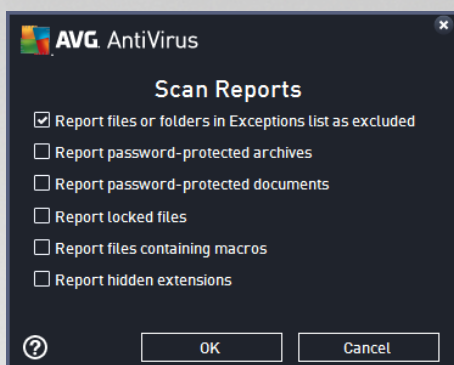 AVG. AntiVirus
Scan Reports
Report files or folders in Exceptions list as excluded
Report password-protected archives
Report password-protected documents
Report locked files
Report files containing macros
Report hidden extensions
?
OK
Cancel